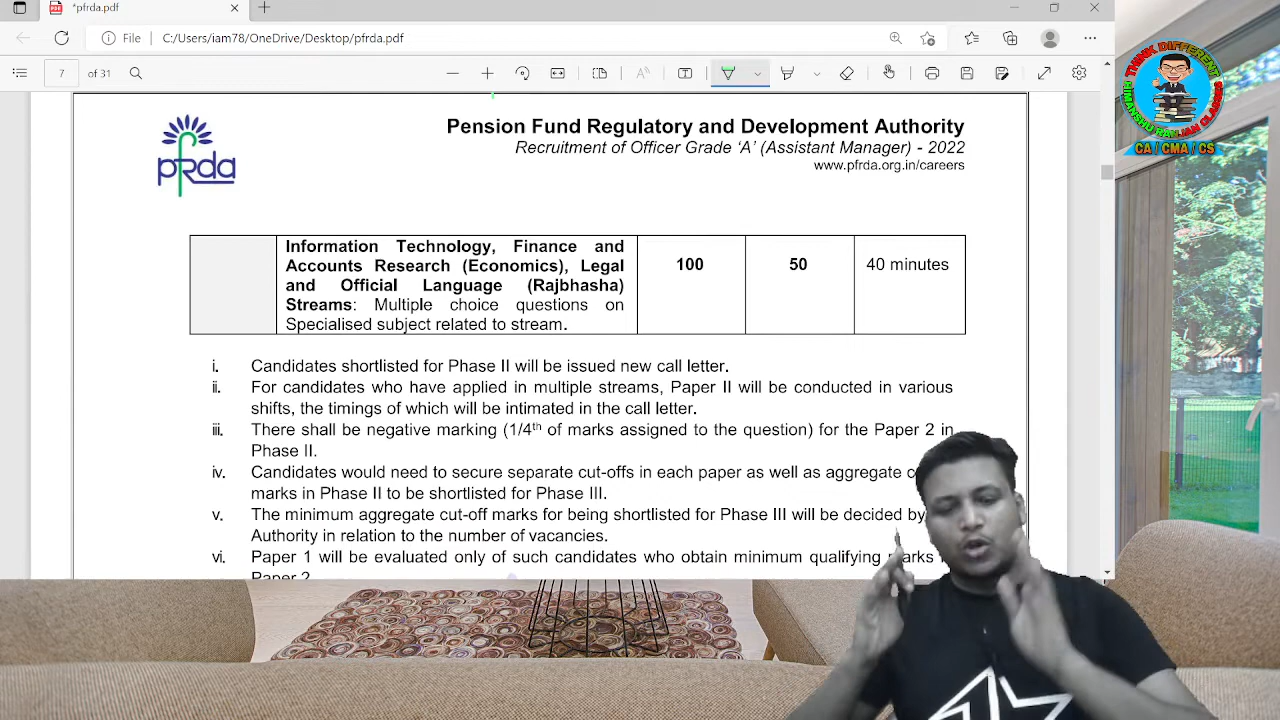 *pfrda.pdf
File
C:/Users/iam78/OneDrive/Desktop/pfrda.pdf
7 of 31
pfrda
Pension Fund Regulatory and Development Authority
Recruitment of Officer Grade ‘A’ (Assistant Manager) - 2022
www.pfrda.org.in/careers
Information Technology, Finance and
Accounts Research (Economics), Legal
and Official Language (Rajbhasha)
Streams: Multiple choice questions on
Specialised subject related to stream.
100
50
40 minutes
i. Candidates shortlisted for Phase II will be issued new call letter.
ii. For candidates who have applied in multiple streams, Paper II will be conducted in various
shifts, the timings of which will be intimated in the call letter.
iii. There shall be negative marking (1/4th of marks assigned to the question) for the Paper 2 in
Phase II.
iv. Candidates would need to secure separate cut-offs in each paper as well as aggregate
marks in Phase II to be shortlisted for Phase III.
v. The minimum aggregate cut-off marks for being shortlisted for Phase III will be decided by
Authority in relation to the number of vacancies.
vi. Paper 1 will be evaluated only of such candidates who obtain minimum qualifying marks
Paper 2
THINK DIFFERENT
HIMANSHU RANJAN CLASSES
CA / CMA / CS